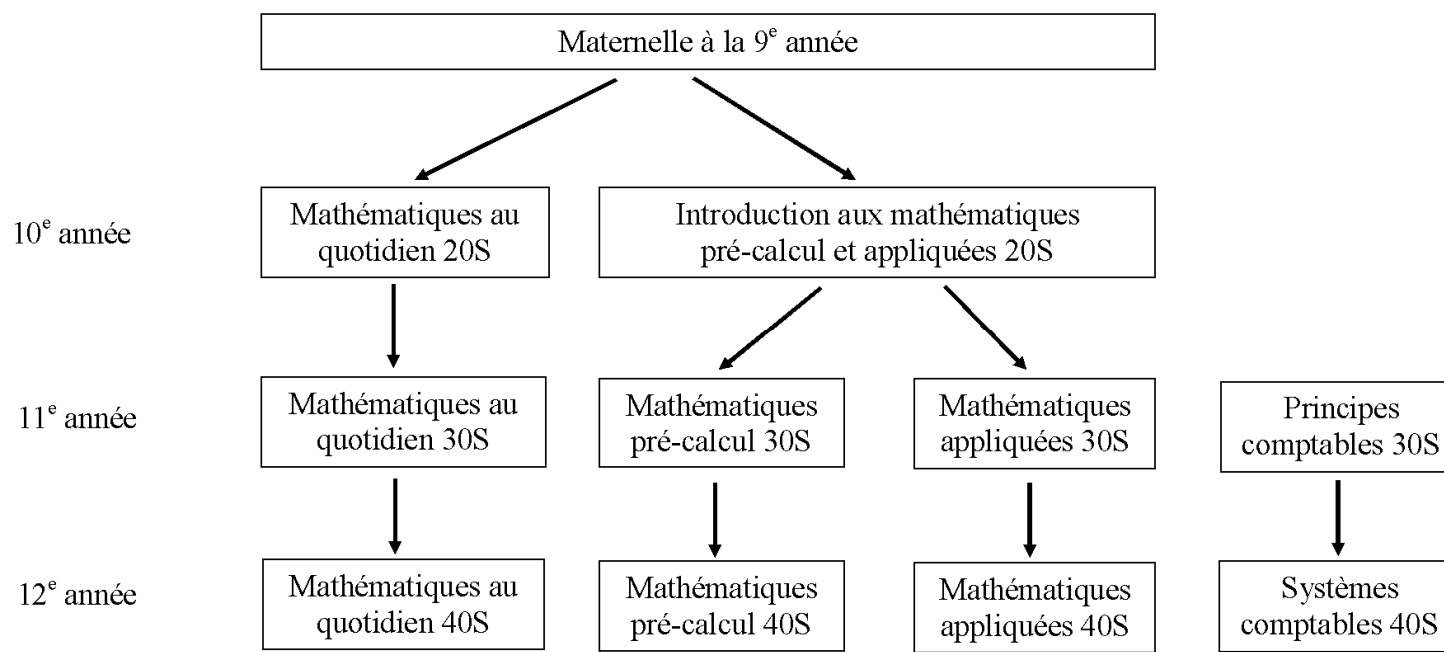 Maternelle à la 9e année
10e année
Mathématiques au
quotidien 20S
Introduction aux mathématiques
pré-calcul et appliquées 20S
11e année
Mathématiques au
quotidien 30S
Mathématiques
pré-calcul 30S
Mathématiques
appliquées 30S
Principes
comptables 30S
12e année
Mathématiques au
quotidien 40S
Mathématiques
pré-calcul 40S
Mathématiques
appliquées 40S
Systèmes
comptables 40S